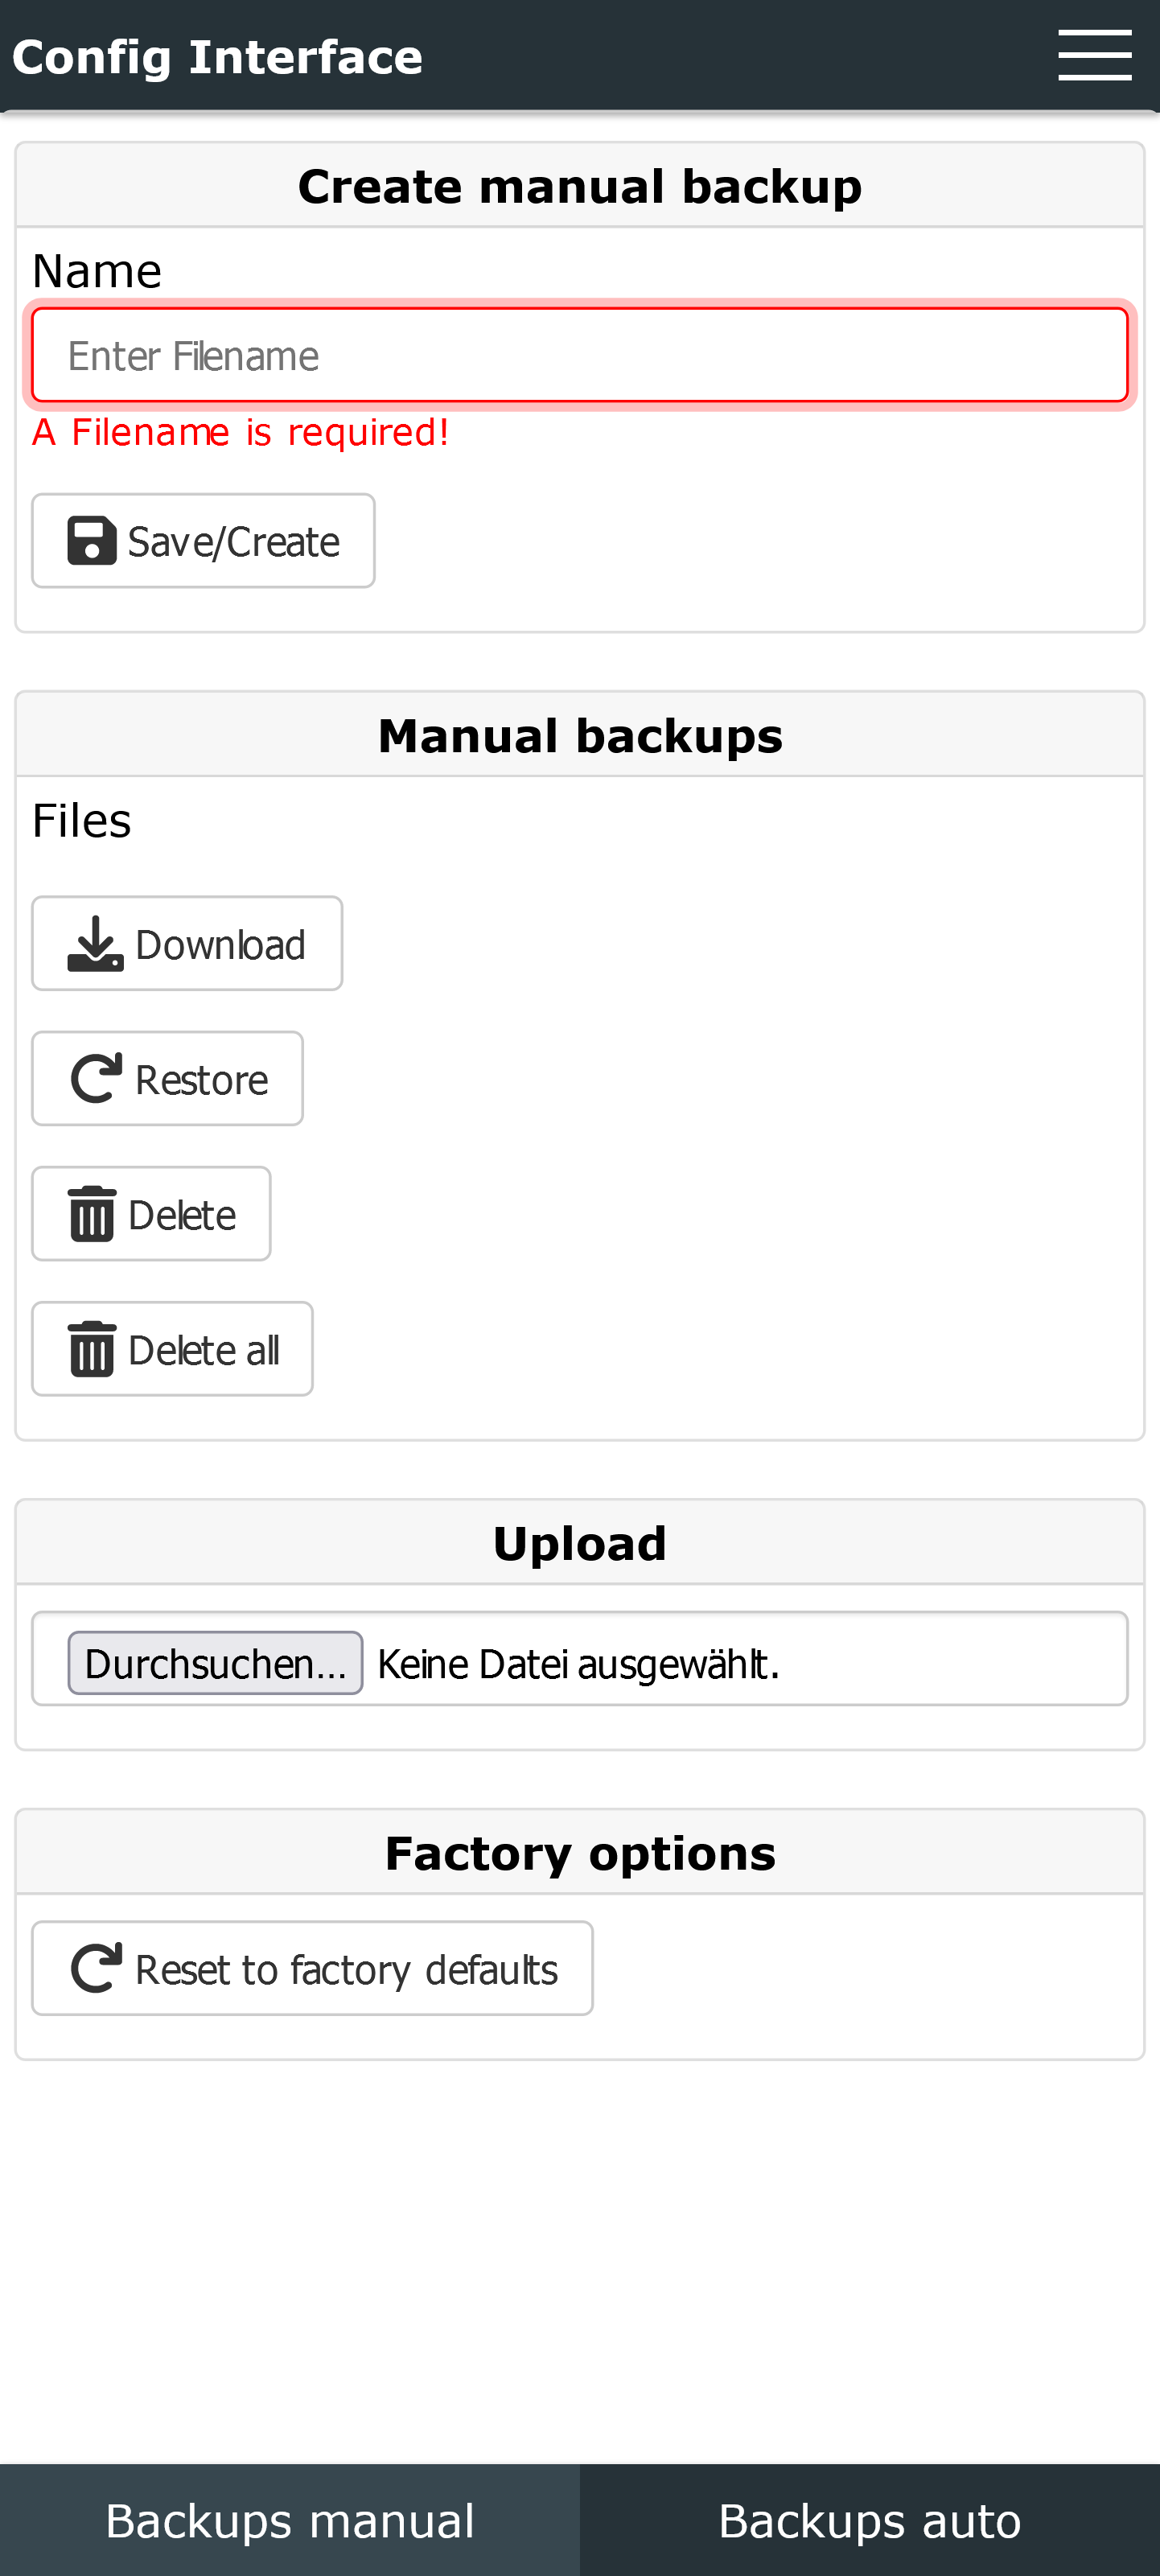 Config Interface
Create manual backup
Name
Enter Filename
A Filename is required!
Save/Create
Manual backups
Files
Download
Restore
Delete
Delete all
Upload
Durchsuchen... Keine Datei ausgewählt.
Factory options
Reset to factory defaults
Backups manual Backups auto